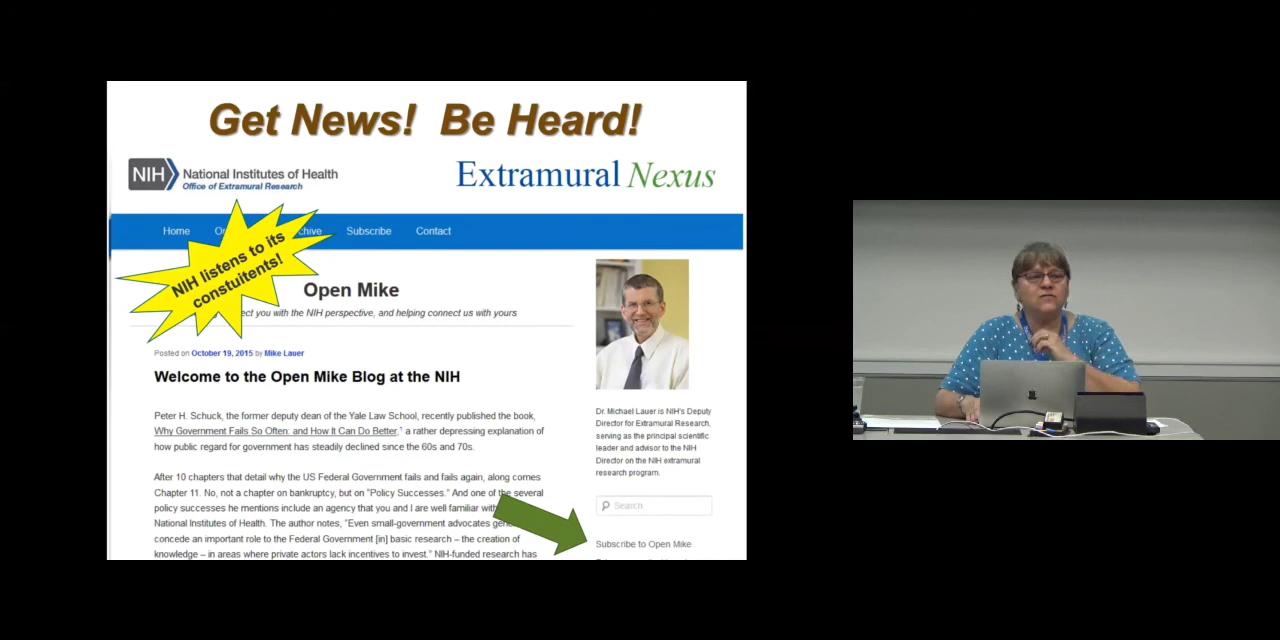 Get News! Be Heard!
NIH National Institutes of Health
Office of Extramural Research
Extramural Nexus
Home chive Subscribe Contact
NIH listens to its
constuitents!
Open Mike
ect you with the NIH perspective, and helping connect us with yours
Posted on October 19, 2015 by Mike Lauer
Welcome to the Open Mike Blog at the NIH
Peter H. Schuck, the former deputy dean of the Yale Law School, recently published the book,
Why Government Fails So Often: and How It Can Do Better,¹ a rather depressing explanation of
how public regard for government has steadily declined since the 60s and 70s.
After 10 chapters that detail why the US Federal Government fails and fails again, along comes
Chapter 11. No, not a chapter on bankruptcy, but on "Policy Successes." And one of the several
policy successes he mentions include an agency that you and I are well familiar with
National Institutes of Health. The author notes, "Even small-government advocates gen
concede an important role to the Federal Government [in] basic research – the creation of
knowledge – in areas where private actors lack incentives to invest." NIH-funded research has
Dr. Michael Lauer is NIH's Deputy
Director for Extramural Research,
serving as the principal scientific
leader and advisor to the NIH
Director on the NIH extramural
research program.
Search
Subscribe to Open Mike